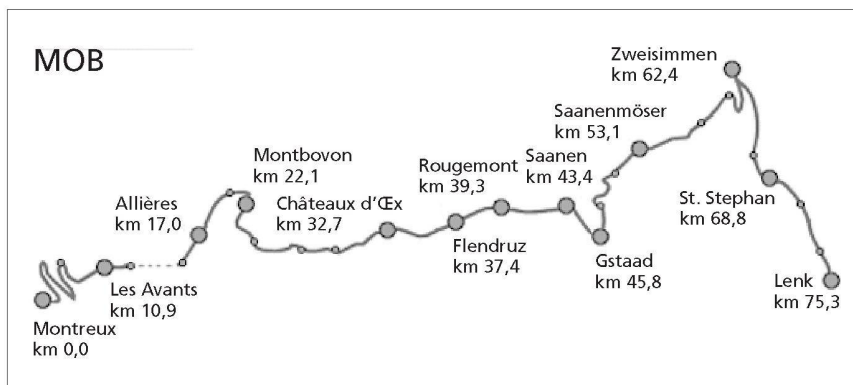 MOB
Zweisimmen
km 62,4
Saanenmöser
km 53,1
Montbovon
km 22,1
Rougemont
km 39,3
Saanen
km 43,4
Allières
km 17,0
Châteaux d’Œx
km 32,7
St. Stephan
km 68,8
Flendruz
km 37,4
Gstaad
km 45,8
Les Avants
km 10,9
Lenk
km 75,3
Montreux
km 0,0